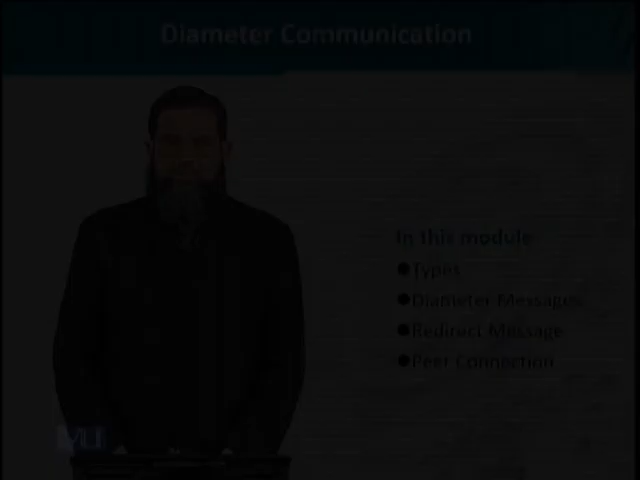 Diameter Communication
In this module
●Types
●Diameter Messages
●Redirect Message
●Peer Connection